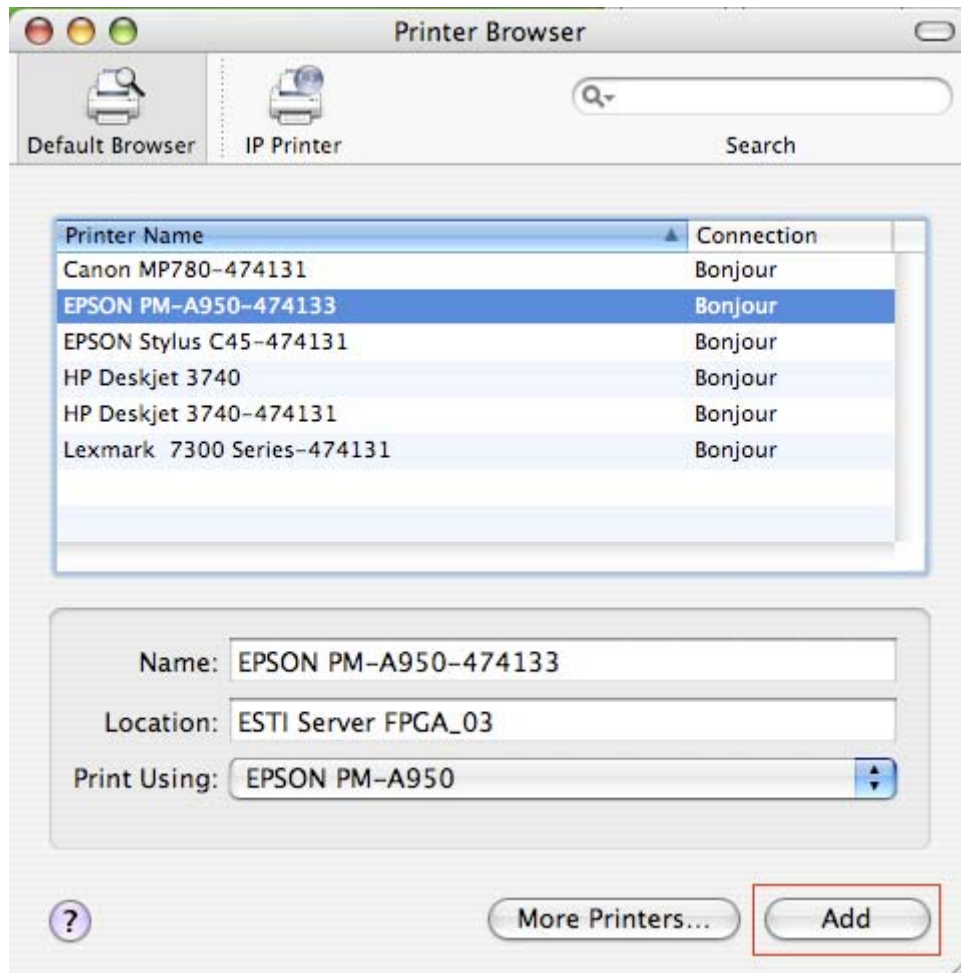 Printer Browser
Default Browser
IP Printer
Search
Printer Name Connection
Canon MP780-474131 Bonjour
EPSON PM-A950-474133 Bonjour
EPSON Stylus C45-474131 Bonjour
HP Deskjet 3740 Bonjour
HP Deskjet 3740-474131 Bonjour
Lexmark  7300 Series-474131 Bonjour
Name: EPSON PM-A950-474133
Location: ESTI Server FPGA_03
Print Using: EPSON PM-A950
? More Printers... Add